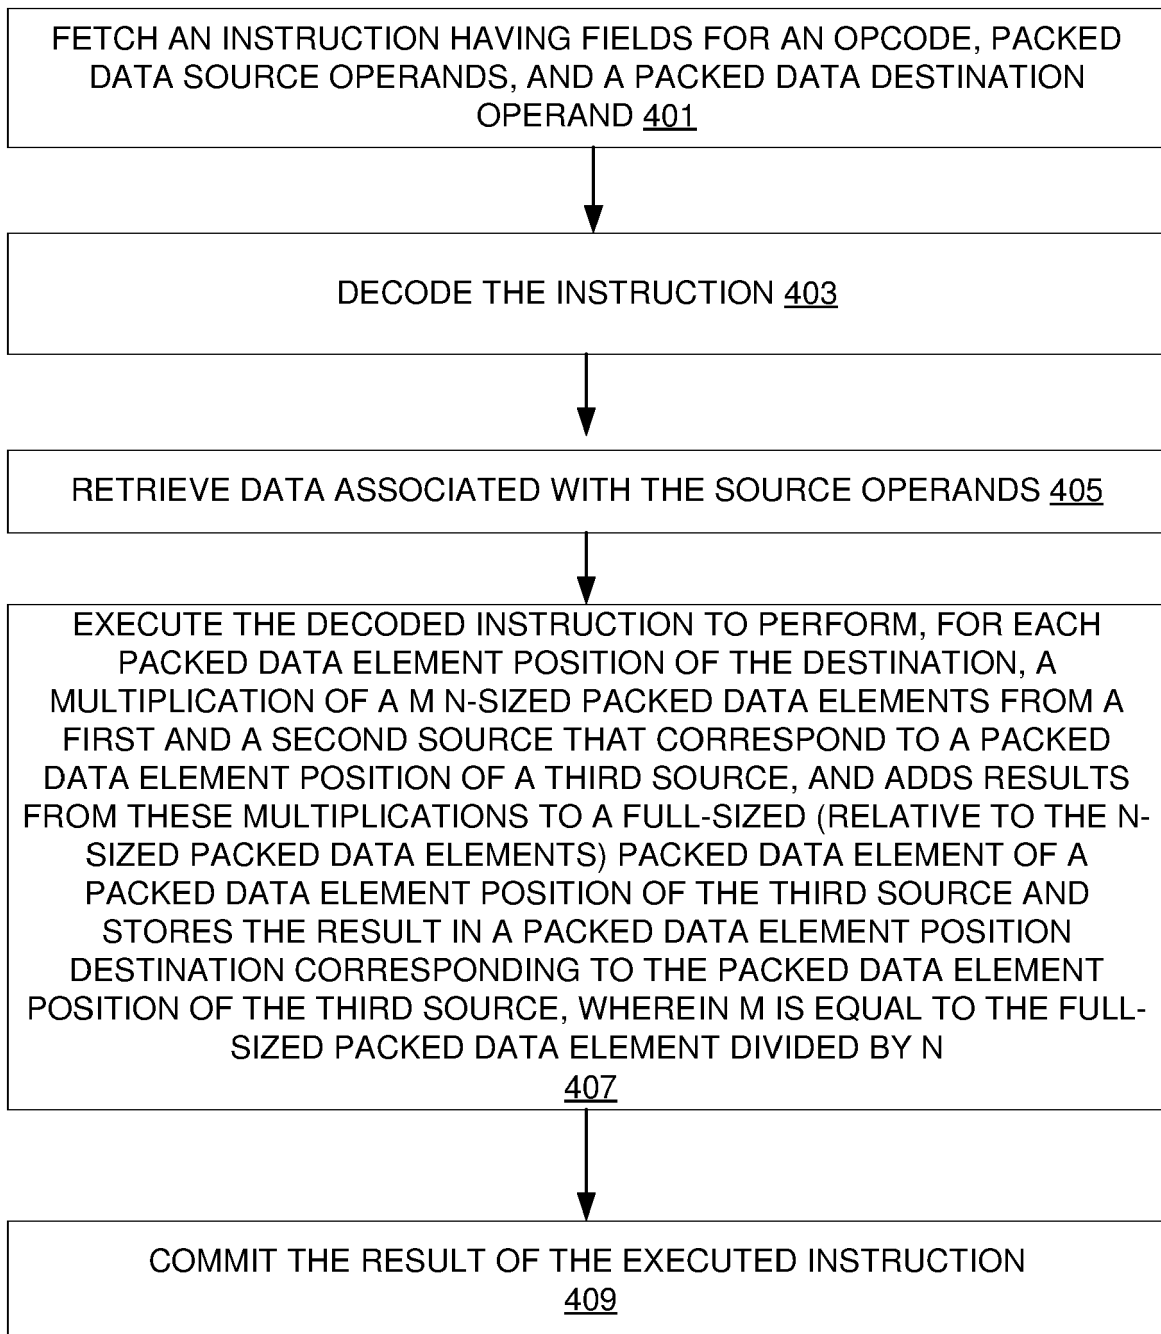 FETCH AN INSTRUCTION HAVING FIELDS FOR AN OPCODE, PACKED
DATA SOURCE OPERANDS, AND A PACKED DATA DESTINATION
OPERAND 401
DECODE THE INSTRUCTION 403
RETRIEVE DATA ASSOCIATED WITH THE SOURCE OPERANDS 405
EXECUTE THE DECODED INSTRUCTION TO PERFORM, FOR EACH
PACKED DATA ELEMENT POSITION OF THE DESTINATION, A
MULTIPLICATION OF A M N-SIZED PACKED DATA ELEMENTS FROM A
FIRST AND A SECOND SOURCE THAT CORRESPOND TO A PACKED
DATA ELEMENT POSITION OF A THIRD SOURCE, AND ADDS RESULTS
FROM THESE MULTIPLICATIONS TO A FULL-SIZED (RELATIVE TO THE N-
SIZED PACKED DATA ELEMENTS) PACKED DATA ELEMENT OF A
PACKED DATA ELEMENT POSITION OF THE THIRD SOURCE AND
STORES THE RESULT IN A PACKED DATA ELEMENT POSITION
DESTINATION CORRESPONDING TO THE PACKED DATA ELEMENT
POSITION OF THE THIRD SOURCE, WHEREIN M IS EQUAL TO THE FULL-
SIZED PACKED DATA ELEMENT DIVIDED BY N
407
COMMIT THE RESULT OF THE EXECUTED INSTRUCTION
409